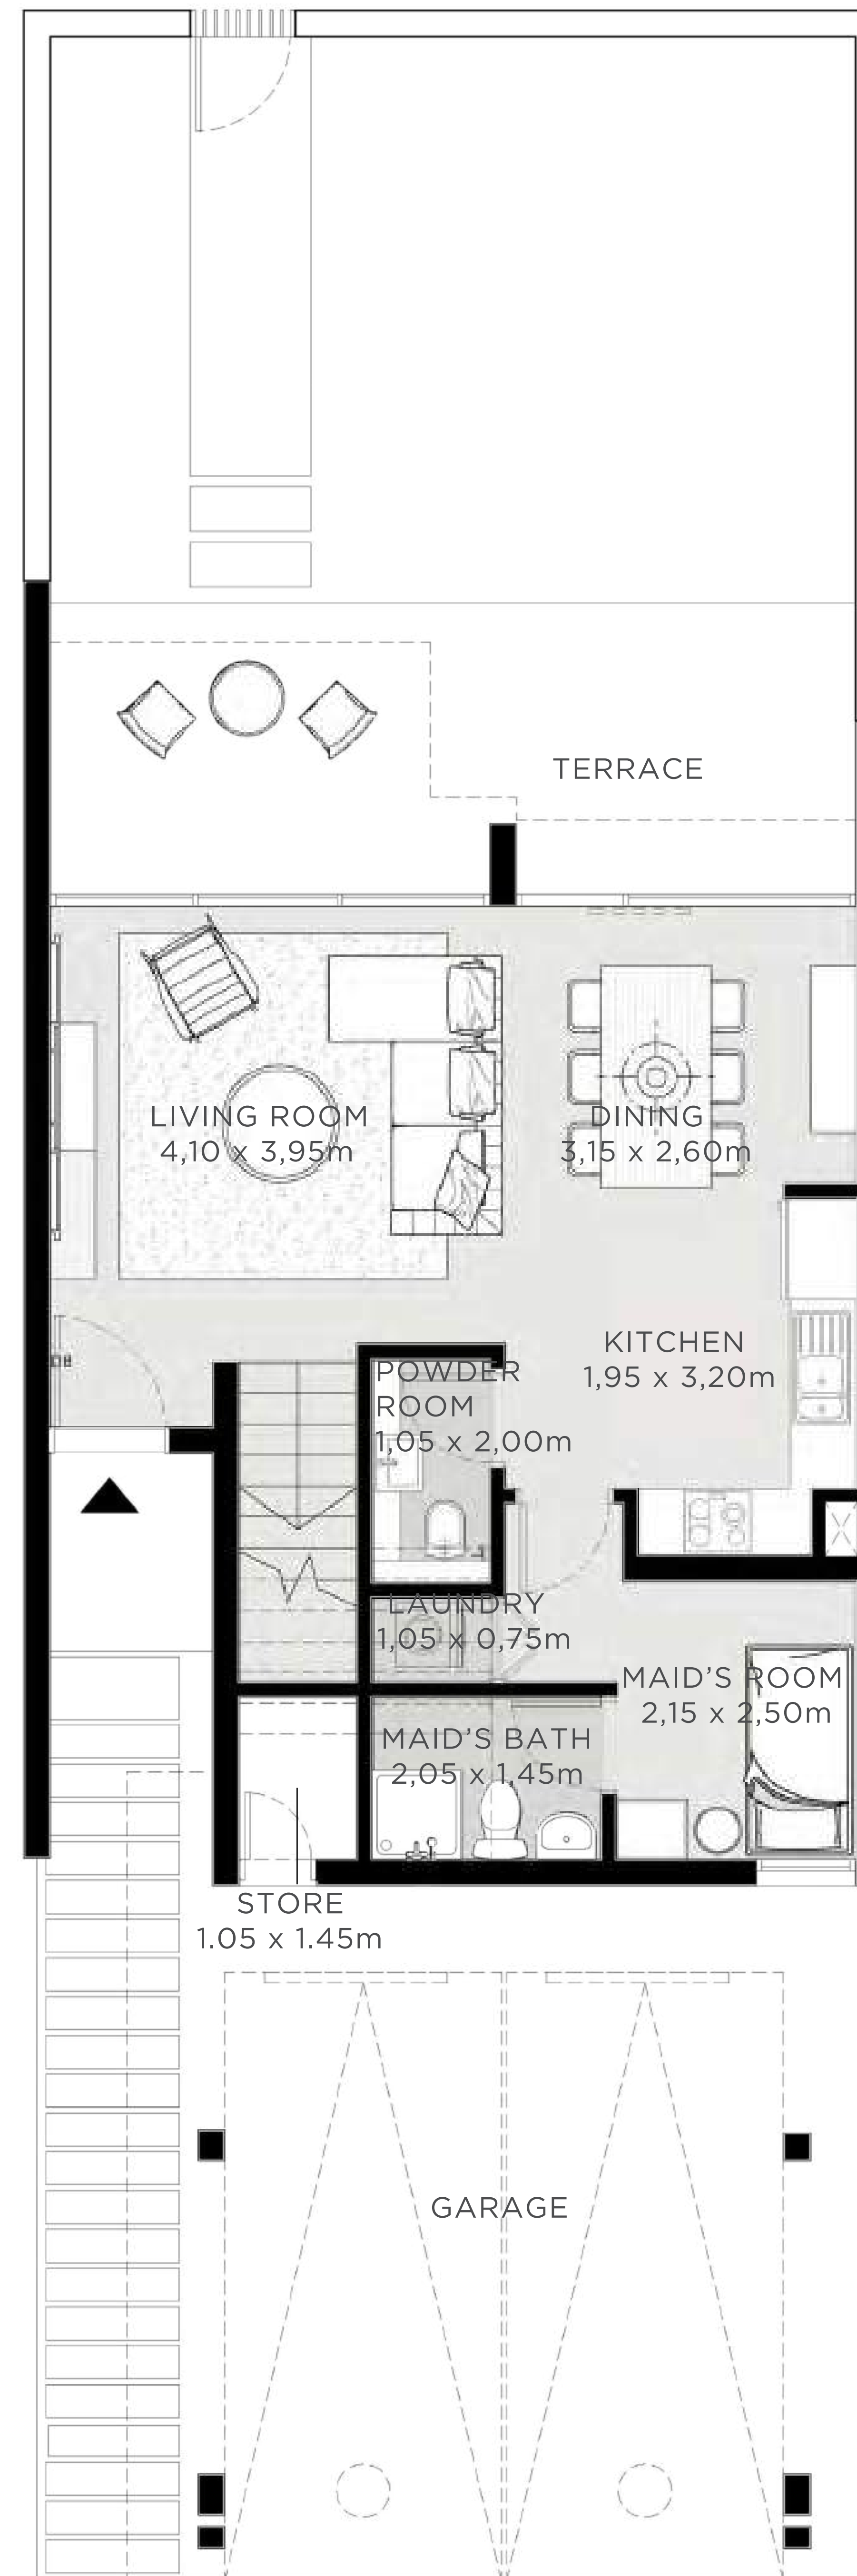 TERRACE
LIVING ROOM
4,10 x 3,95m
DINING
3,15 x 2,60m
KITCHEN
1,95 x 3,20m
POWDER
ROOM
1,05 x 2,00m
LAUNDRY
1,05 x 0,75m
MAID'S ROOM
2,15 x 2,50m
MAID'S BATH
2,05 x 1,45m
STORE
1.05 x 1.45m
GARAGE